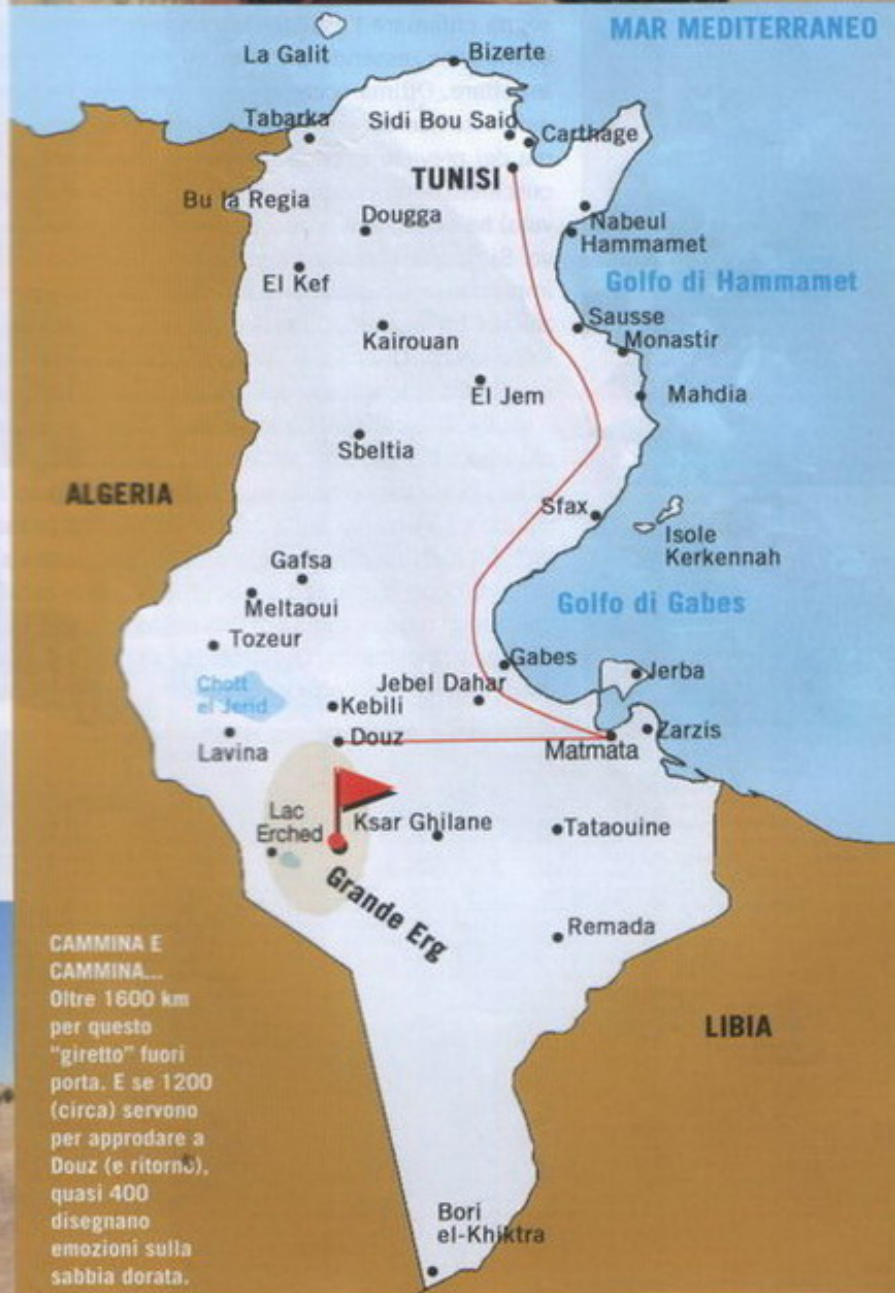 MAR MEDITERRANEO
La Galit
Bizerte
Tabarka
Sidi Bou Said
Carthage
TUNISI
Bu la Regia
Dougga
Nabeul
Hammamet
El Kef
Golfo di Hammamet
Sausse
Kairouan
Monastir
El Jem
Mahdia
Sbeltia
ALGERIA
Sfax
Isole
Kerkennah
Gafsa
Meltaoui
Golfo di Gabes
Tozeur
Gabes
Jerba
Chott
el Jerid
Jebel Dahar
Kebili
Zarzis
Lavina
Douz
Matmata
Lac
Erched
Ksar Ghilane
Tataouine
Grande Erg
Remada
LIBIA
CAMMINA E
CAMMINA...
Oltre 1600 km
per questo
"giretto" fuori
porta. E se 1200
(circa) servono
per approdare a
Douz (e ritorno),
quasi 400
disegnano
emozioni sulla
sabbia dorata.
Bori
el-Khiktra